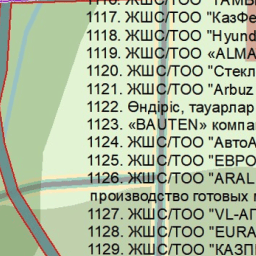 1117. ЖШС/ТОО "КазФе
1118. ЖШС/ТОО "Hyund
1119. ЖШС/ТОО «ALMA
1120. ЖШС/ТОО "Стекл
1121. ЖШС/ТОО "Arbuz
1122. Өндіріс, тауарлар
1123. «BAUTEN» компа
1124. ЖШС/ТОО "АвтоА
1125. ЖШС/ТОО "ЕВРО
1126. ЖШС/ТОО "ARAL
производство готовых м
1127. ЖШС/ТОО "VL-АГ
1128. ЖШС/ТОО "EURA
1129. ЖШС/ТОО "КАЗП